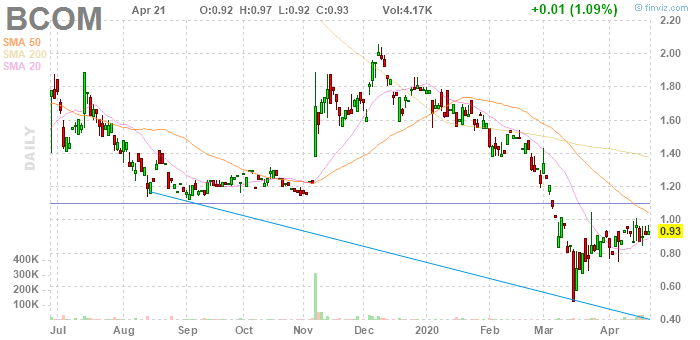 BCOM Apr 21 O:0.92 H:0.97 L:0.92 C:0.93 Vol:4.17K +0.01 (1.09%)
© finviz.com
SMA 50
SMA 200
SMA 20
DAILY
2.20
2.00
1.80
1.60
1.40
1.20
1.00
0.93
0.80
0.60
0.40
400K
300K
200K
100K
Jul Aug Sep Oct Nov Dec 2020 Feb Mar Apr